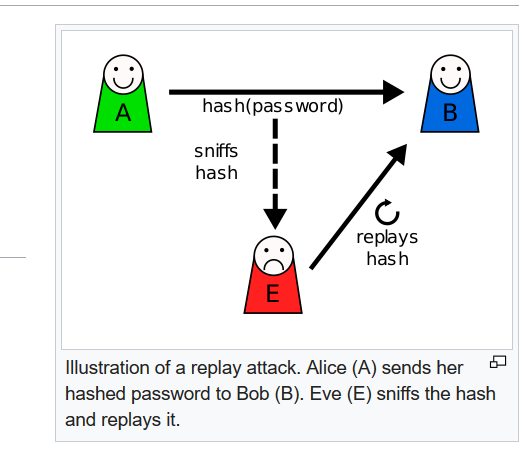 A
B
hash(password)
sniffs
hash
replays
hash
E
Illustration of a replay attack. Alice (A) sends her
hashed password to Bob (B). Eve (E) sniffs the hash
and replays it.